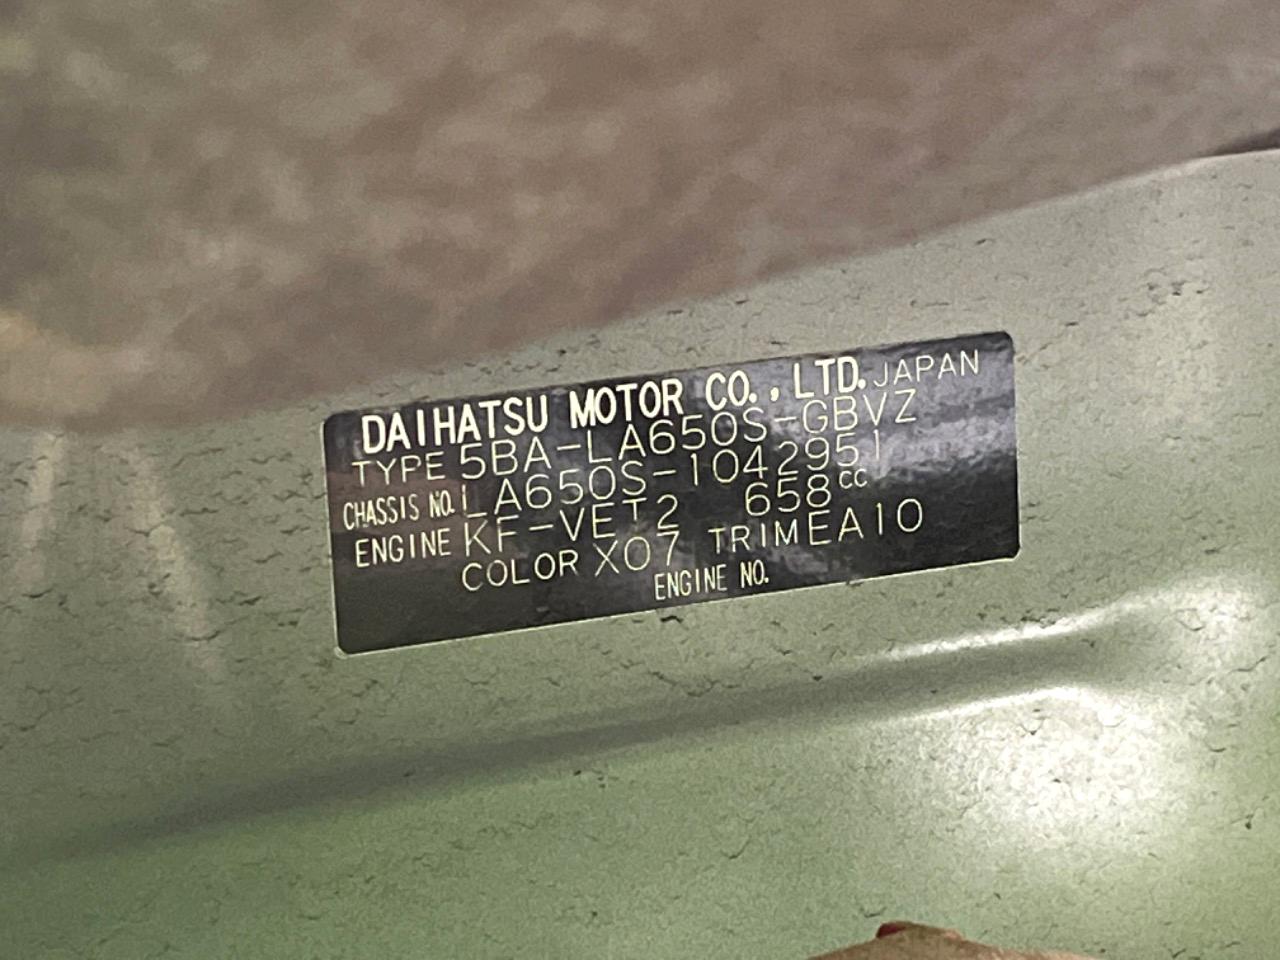 DAIHATSU MOTOR CO., LTD. JAPAN
TYPE 5BA-LA650S-GBVZ
CHASSIS NO. LA650S-1042951
ENGINE KF-VET2 658cc
COLOR X07 TRIM EA10
ENGINE NO.